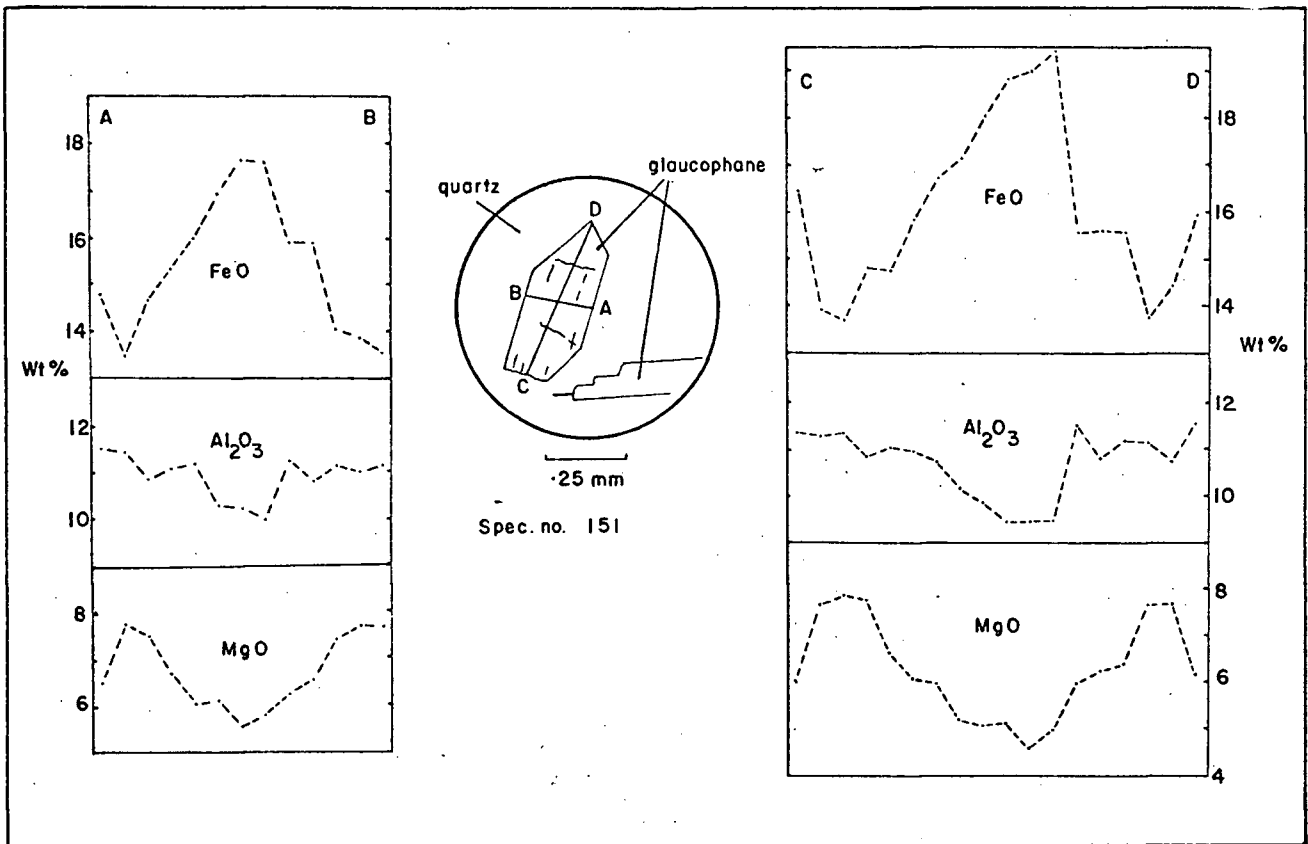 A B
18
16
FeO
14
Wt %
12
Al2O3
10
8
MgO
6
quartz
glaucophane
D
B A
C
·25 mm
Spec. no. 151
C D
18
FeO
16
14
Wt %
12
Al2O3
10
8
MgO
6
4